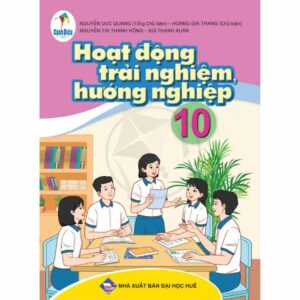 Cánh Diều
NGUYỄN DỤC QUANG (Tổng Chủ biên) – HOÀNG GIA TRANG (Chủ biên)
NGUYỄN THỊ THANH HỒNG – BÙI THANH XUÂN
Hoạt động
trải nghiệm,
hướng nghiệp
10
NHÀ XUẤT BẢN ĐẠI HỌC HUẾ